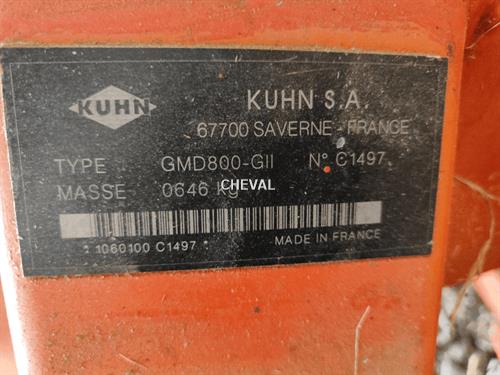 KUHN
KUHN S.A.
67700 SAVERNE - FRANCE
TYPE GMD800-GII N° C1497
MASSE 0646 kg
CHEVAL
* 1060100 C1497 *
MADE IN FRANCE